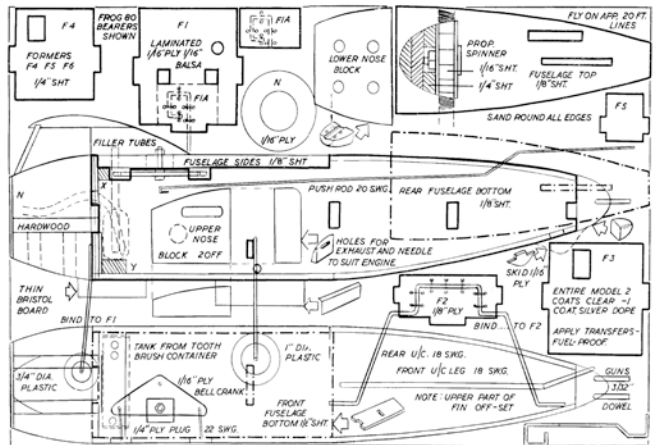 F4
FORMERS
F4 F5 F6
1/4" SHT
FROG 80
BEARERS
SHOWN
F1
LAMINATED
1/16" PLY 1/16"
BALSA
F1A
F1A
N
1/16" PLY
LOWER NOSE
BLOCK
PROP.
SPINNER
1/16" SHT.
1/4" SHT
FLY ON APP. 20 FT.
LINES
FUSELAGE TOP
1/8" SHT.
SAND ROUND ALL EDGES
F5
FILLER TUBES
FUSELAGE SIDES 1/8" SHT
X
N
HARDWOOD
UPPER
NOSE
BLOCK 2 OFF
PUSH ROD 20 SWG.
REAR FUSELAGE BOTTOM
1/8" SHT.
HOLES FOR
EXHAUST AND NEEDLE
TO SUIT ENGINE
Y
SKID 1/16"
PLY
F3
ENTIRE MODEL 2
COATS CLEAR -1
COAT, SILVER DOPE
APPLY TRANSFERS-
FUEL-PROOF.
THIN
BRISTOL
BOARD
BIND TO F1
F2
1/8" PLY
BIND... TO F2
TANK FROM TOOTH
BRUSH CONTAINER
1" DIA.
PLASTIC
3/4" DIA.
PLASTIC
1/16" PLY
BELLCRANK
1/4" PLY PLUG
22 SWG.
FRONT
FUSELAGE
BOTTOM 1/8" SHT.
REAR U/C. 18 SWG.
FRONT U/C LEG 18 SWG.
NOTE: UPPER PART OF
FIN OFF-SET
GUNS
3/32"
DOWEL